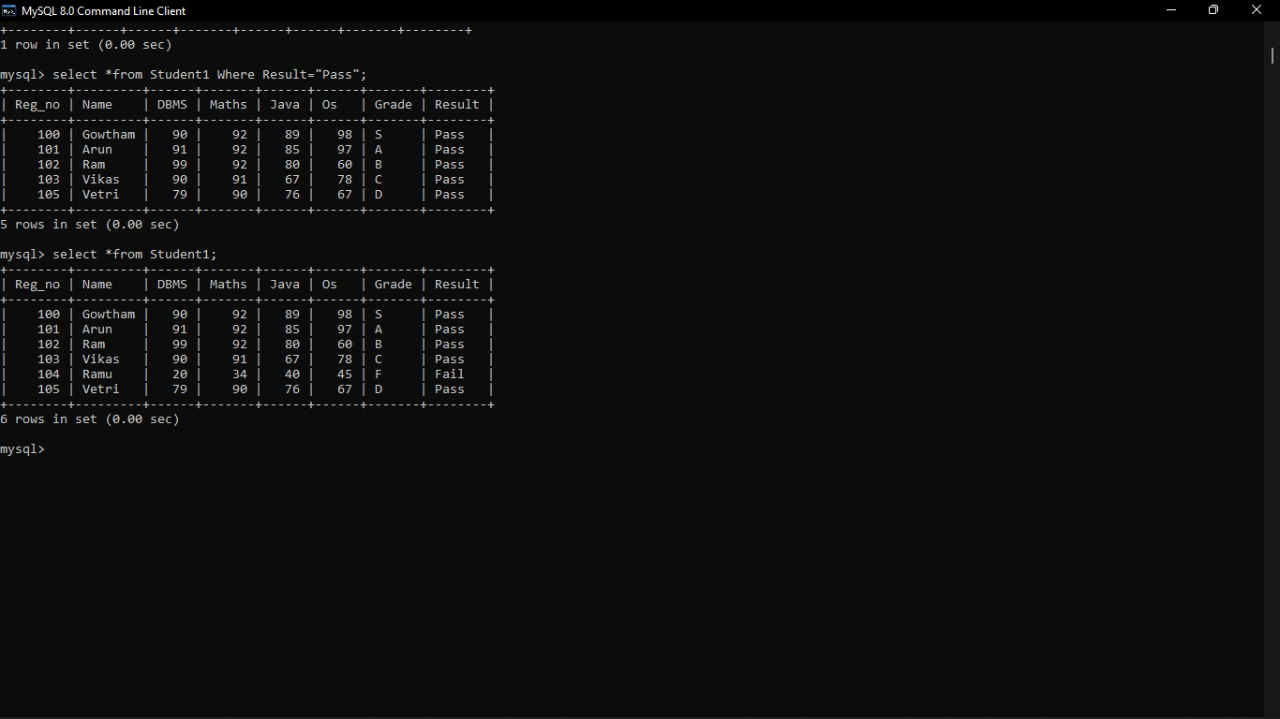 MySQL 8.0 Command Line Client
+--------+------+------+-------+------+------+-------+--------+
1 row in set (0.00 sec)
mysql> select *from Student1 Where Result="Pass";
+--------+---------+------+-------+------+------+-------+--------+
| Reg_no | Name    | DBMS | Maths | Java | Os   | Grade | Result |
+--------+---------+------+-------+------+------+-------+--------+
|    100 | Gowtham |   90 |    92 |   89 |   98 | S     | Pass   |
|    101 | Arun    |   91 |    92 |   85 |   97 | A     | Pass   |
|    102 | Ram     |   99 |    92 |   80 |   60 | B     | Pass   |
|    103 | Vikas   |   90 |    91 |   67 |   78 | C     | Pass   |
|    105 | Vetri   |   79 |    90 |   76 |   67 | D     | Pass   |
+--------+---------+------+-------+------+------+-------+--------+
5 rows in set (0.00 sec)
mysql> select *from Student1;
+--------+---------+------+-------+------+------+-------+--------+
| Reg_no | Name    | DBMS | Maths | Java | Os   | Grade | Result |
+--------+---------+------+-------+------+------+-------+--------+
|    100 | Gowtham |   90 |    92 |   89 |   98 | S     | Pass   |
|    101 | Arun    |   91 |    92 |   85 |   97 | A     | Pass   |
|    102 | Ram     |   99 |    92 |   80 |   60 | B     | Pass   |
|    103 | Vikas   |   90 |    91 |   67 |   78 | C     | Pass   |
|    104 | Ramu    |   20 |    34 |   40 |   45 | F     | Fail   |
|    105 | Vetri   |   79 |    90 |   76 |   67 | D     | Pass   |
+--------+---------+------+-------+------+------+-------+--------+
6 rows in set (0.00 sec)
mysql>